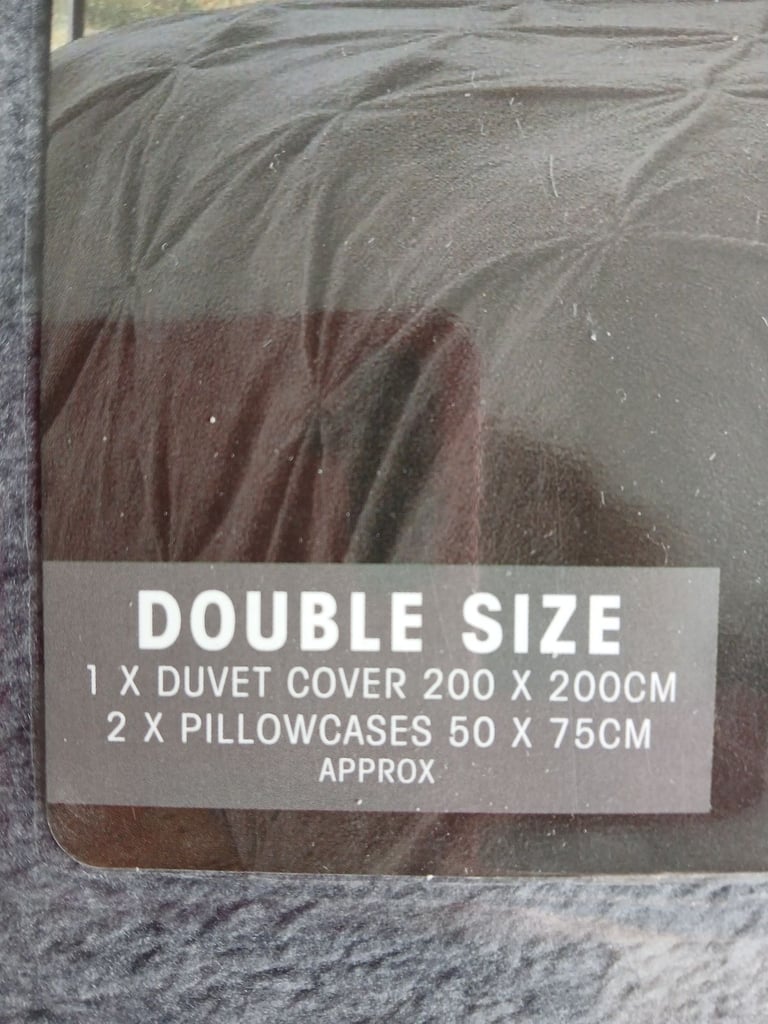 DOUBLE SIZE
1 X DUVET COVER 200 X 200CM
2 X PILLOWCASES 50 X 75CM
APPROX